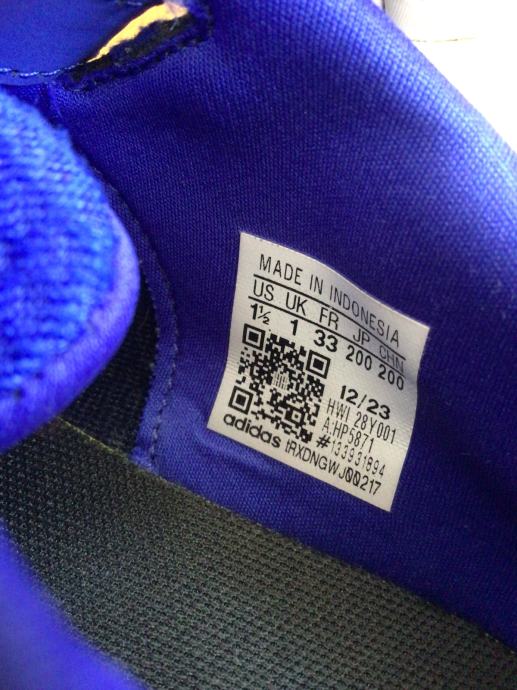 MADE IN INDONESIA
US UK FR JP CHN
1½ 1 33 200 200
12/23
HWI 28Y001
A:HP5871
#133931894
adidas tRXDNGWJ0Q217